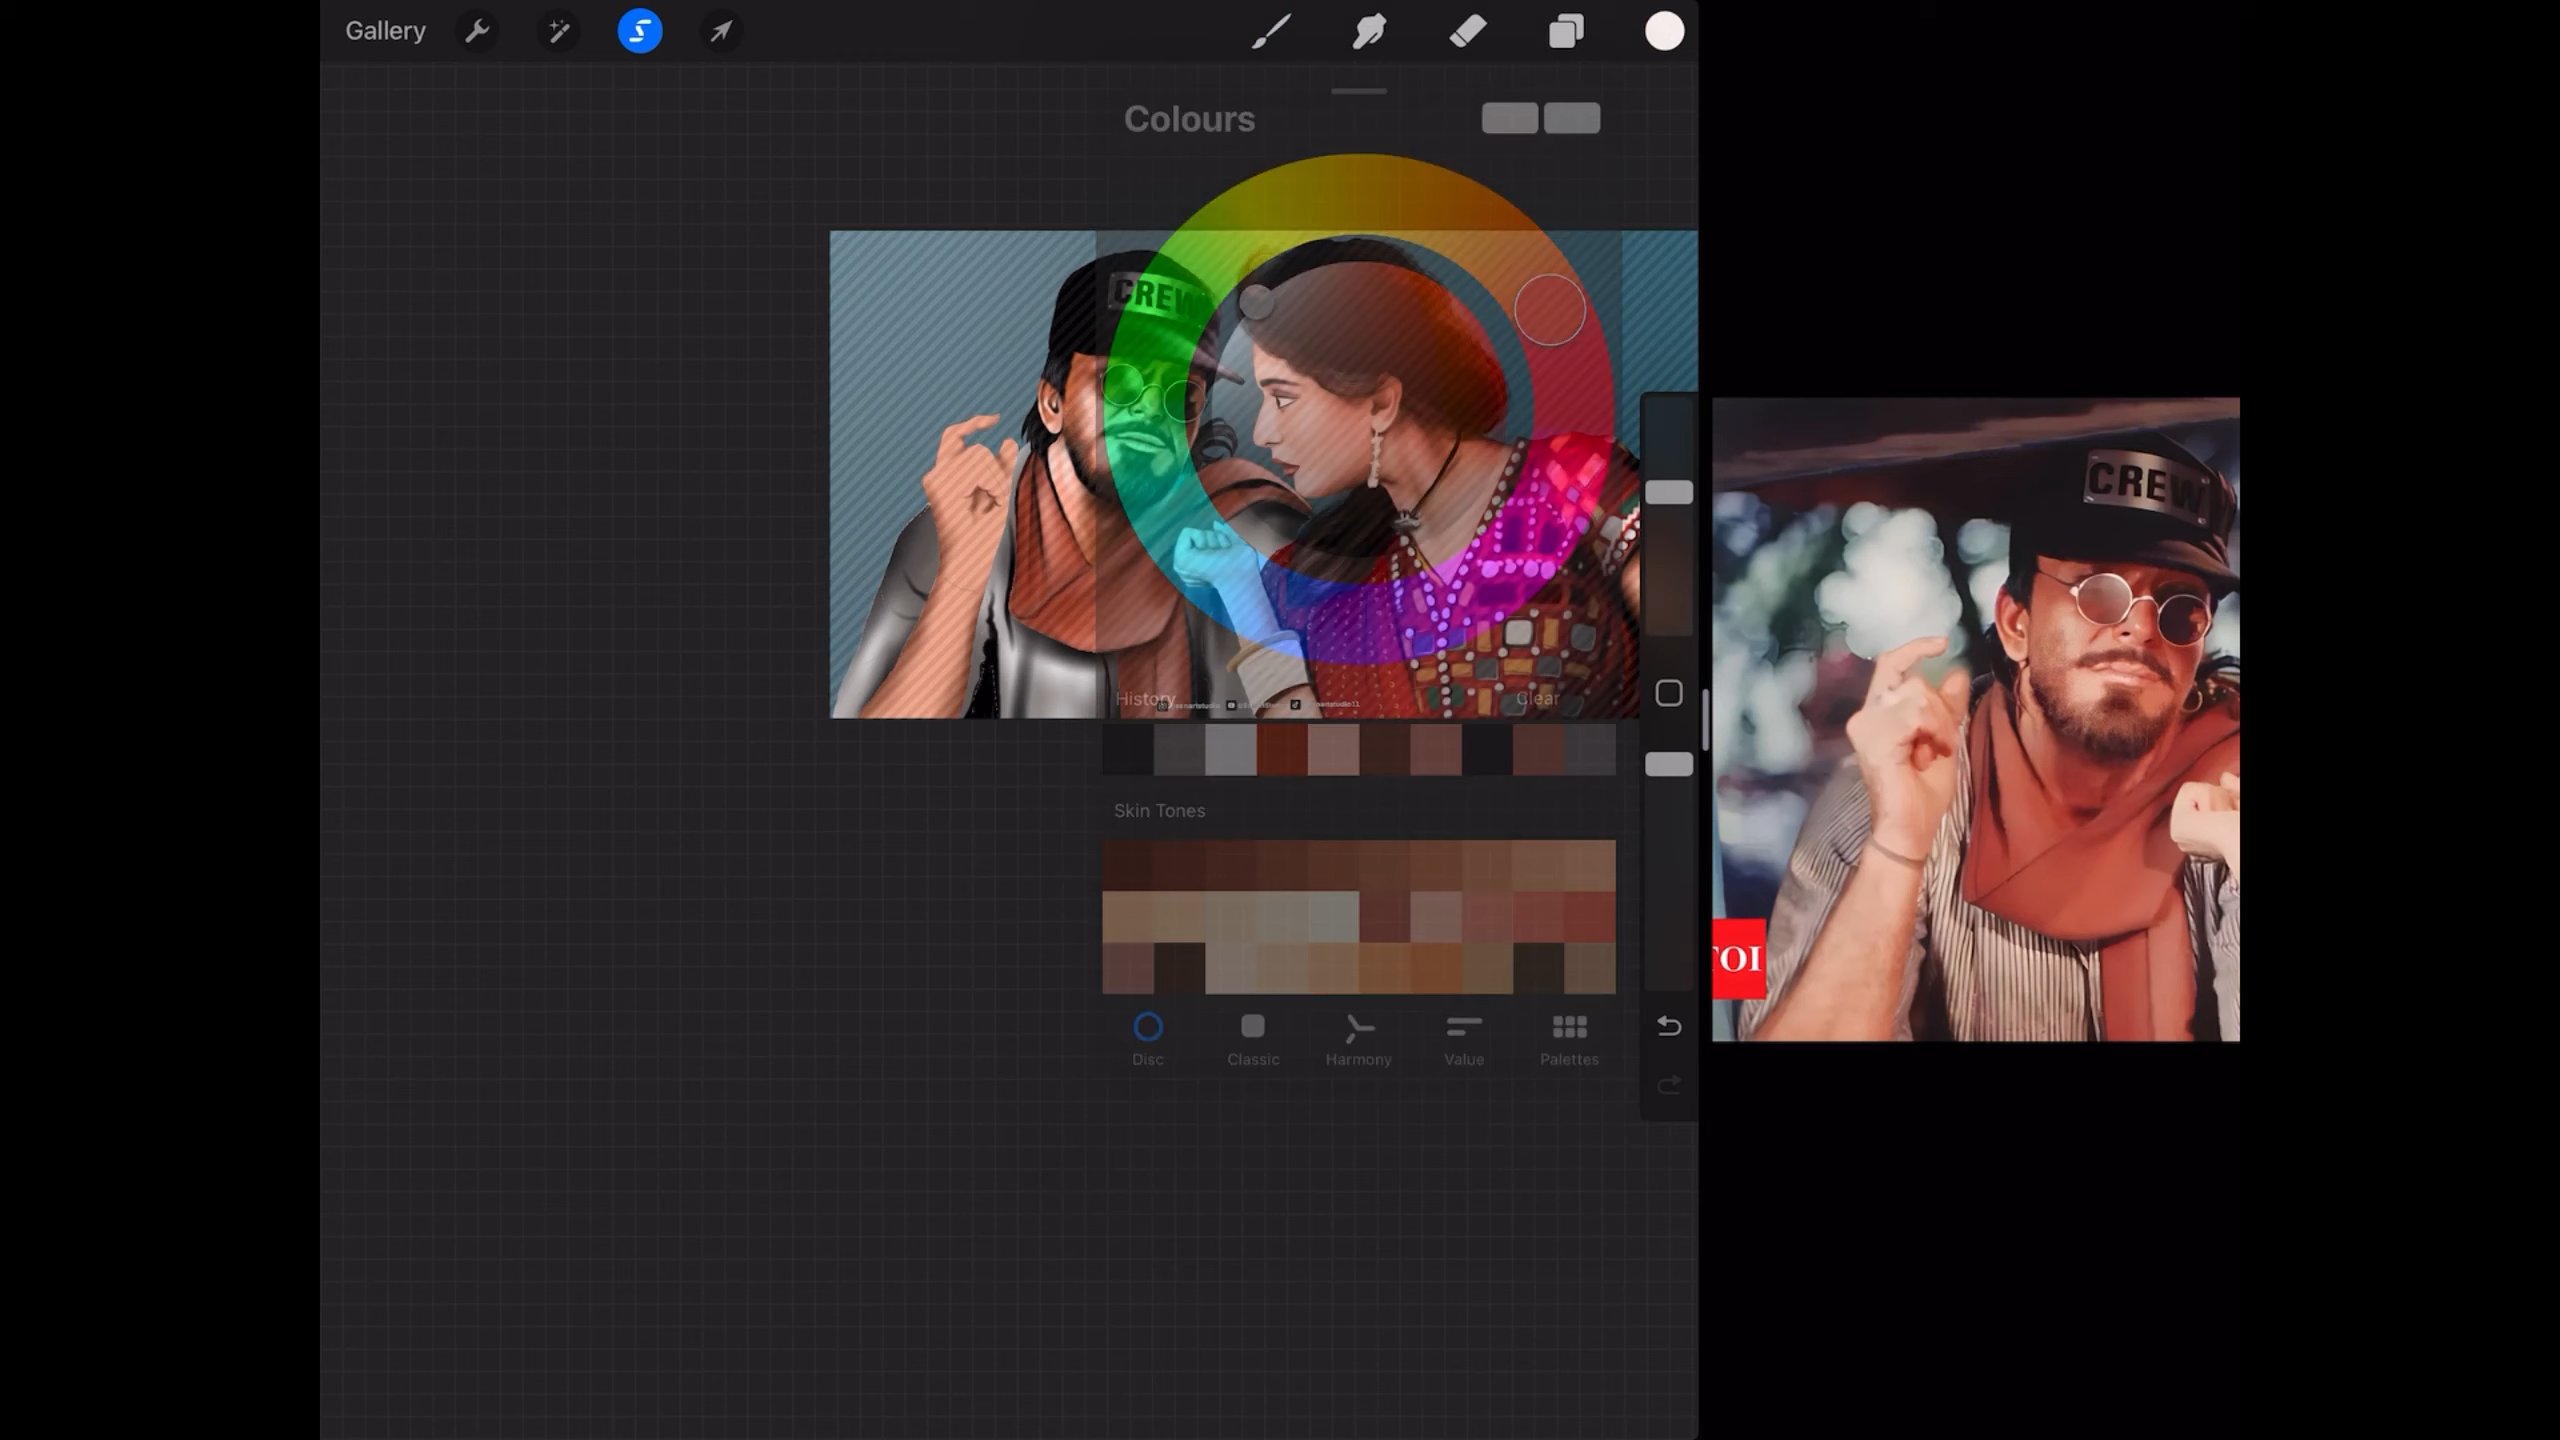 Gallery
Colours
CREW
CREW
History
Clear
Skin Tones
TOI
Disc
Classic
Harmony
Value
Palettes